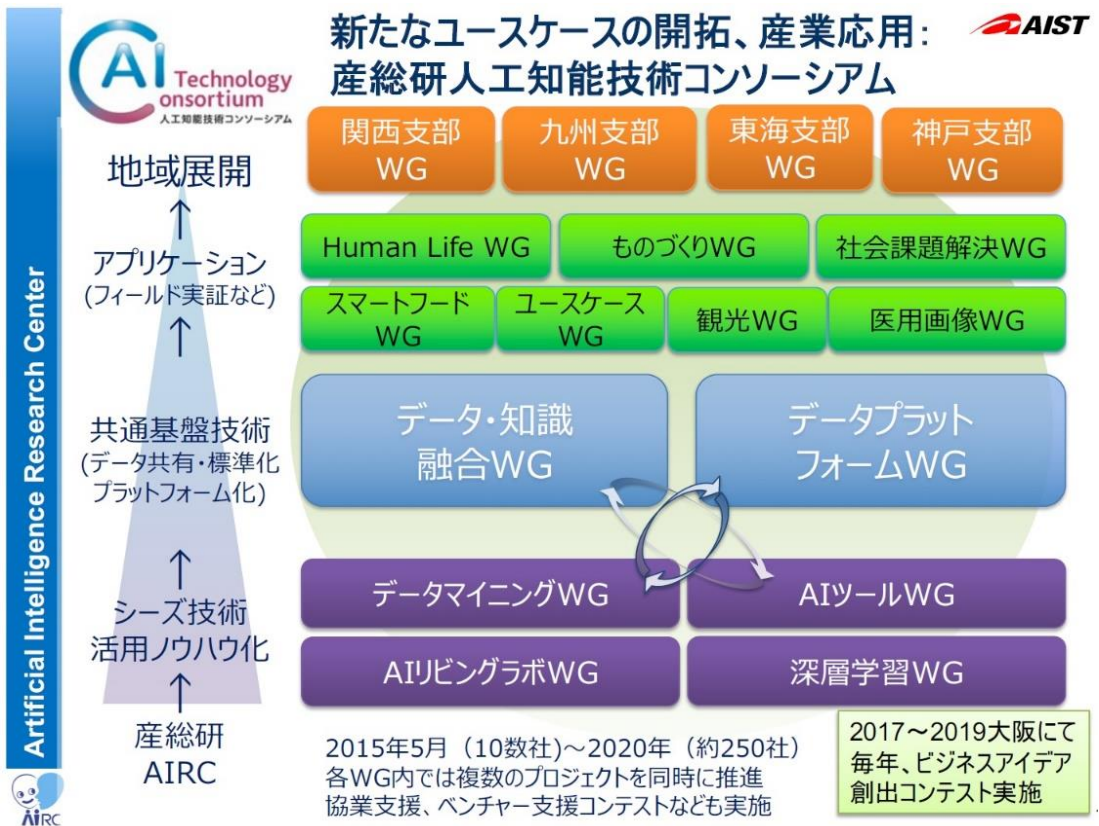 AI Technology
Consortium
人工知能技術コンソーシアム
新たなユースケースの開拓、産業応用：
産総研人工知能技術コンソーシアム
AIST
地域展開
関西支部
WG
九州支部
WG
東海支部
WG
神戸支部
WG
アプリケーション
(フィールド実証など)
Human Life WG
ものづくりWG
社会課題解決WG
スマートフード
WG
ユースケース
WG
観光WG
医用画像WG
共通基盤技術
(データ共有・標準化
プラットフォーム化)
データ・知識
融合WG
データプラット
フォームWG
シーズ技術
活用ノウハウ化
データマイニングWG
AIツールWG
AIリビングラボWG
深層学習WG
産総研
AIRC
2015年5月（10数社）～2020年（約250社）
各WG内では複数のプロジェクトを同時に推進
協業支援、ベンチャー支援コンテストなども実施
2017～2019大阪にて
毎年、ビジネスアイデア
創出コンテスト実施
Artificial Intelligence Research Center
AIRC